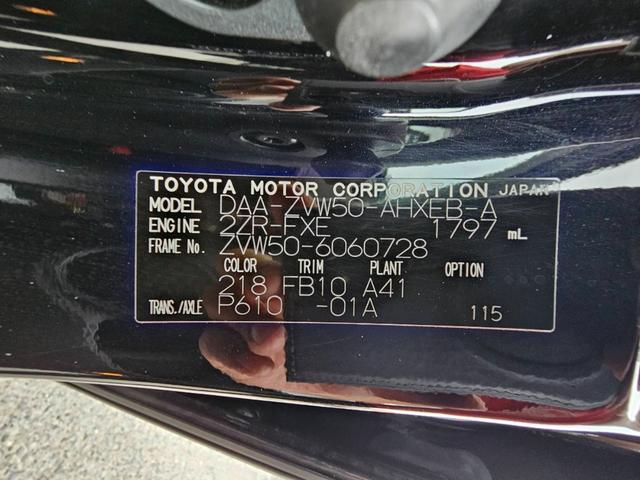 TOYOTA MOTOR CORPORATION JAPAN
MODEL DAA-ZVW50-AHXEB-A
ENGINE 2ZR-FXE 1797 mL
FRAME No. ZVW50-6060728
COLOR TRIM PLANT OPTION
218 FB10 A41
TRANS./AXLE P610 -01A 115